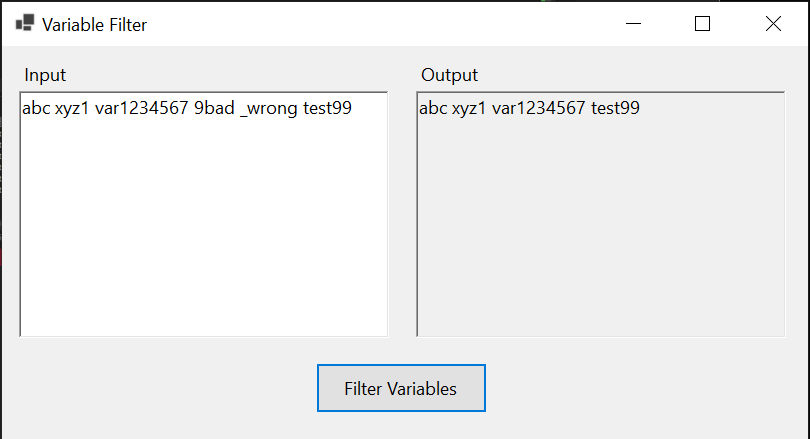 Variable Filter
Input
Output
abc xyz1 var1234567 9bad _wrong test99
abc xyz1 var1234567 test99
Filter Variables